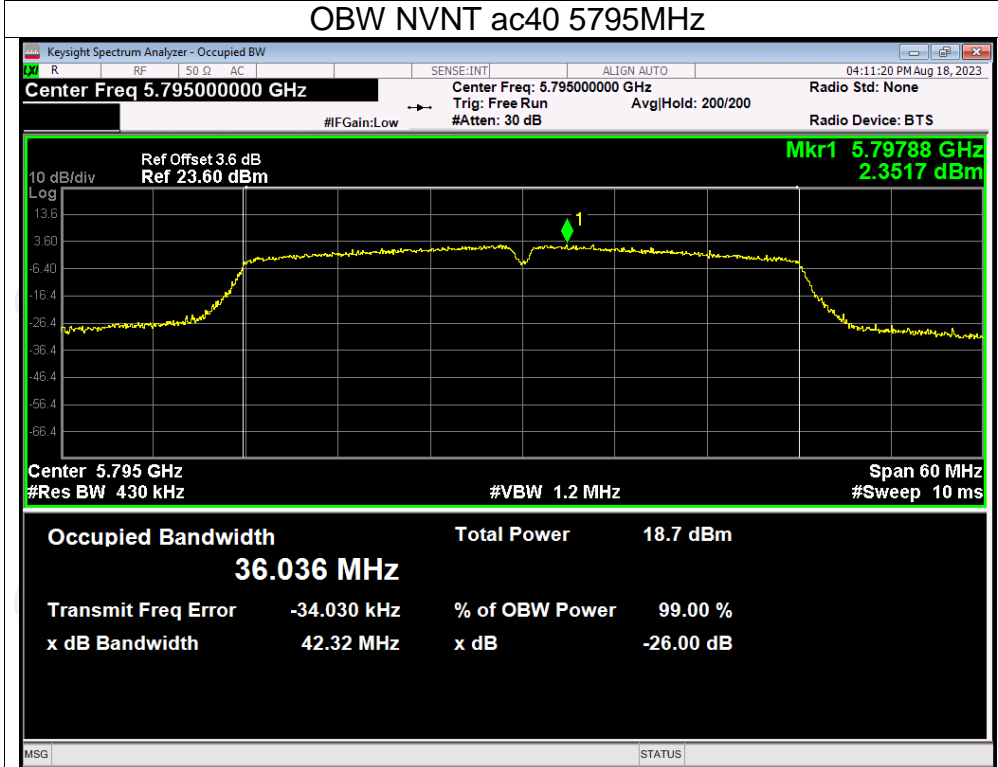 OBW NVNT ac40 5795MHz
Keysight Spectrum Analyzer - Occupied BW
LXI R RF 50 Ω AC SENSE:INT ALIGN AUTO 04:11:20 PM Aug 18, 2023
Center Freq 5.795000000 GHz Center Freq: 5.795000000 GHz Radio Std: None
Trig: Free Run Avg|Hold: 200/200
#IFGain:Low #Atten: 30 dB Radio Device: BTS
Mkr1 5.79788 GHz
Ref Offset 3.6 dB
10 dB/div Ref 23.60 dBm 2.3517 dBm
Log
13.6
1
3.60
-6.40
-16.4
-26.4
-36.4
-46.4
-56.4
-66.4
Center 5.795 GHz Span 60 MHz
#Res BW 430 kHz #VBW 1.2 MHz #Sweep 10 ms
Occupied Bandwidth Total Power 18.7 dBm
36.036 MHz
Transmit Freq Error -34.030 kHz % of OBW Power 99.00 %
x dB Bandwidth 42.32 MHz x dB -26.00 dB
MSG STATUS